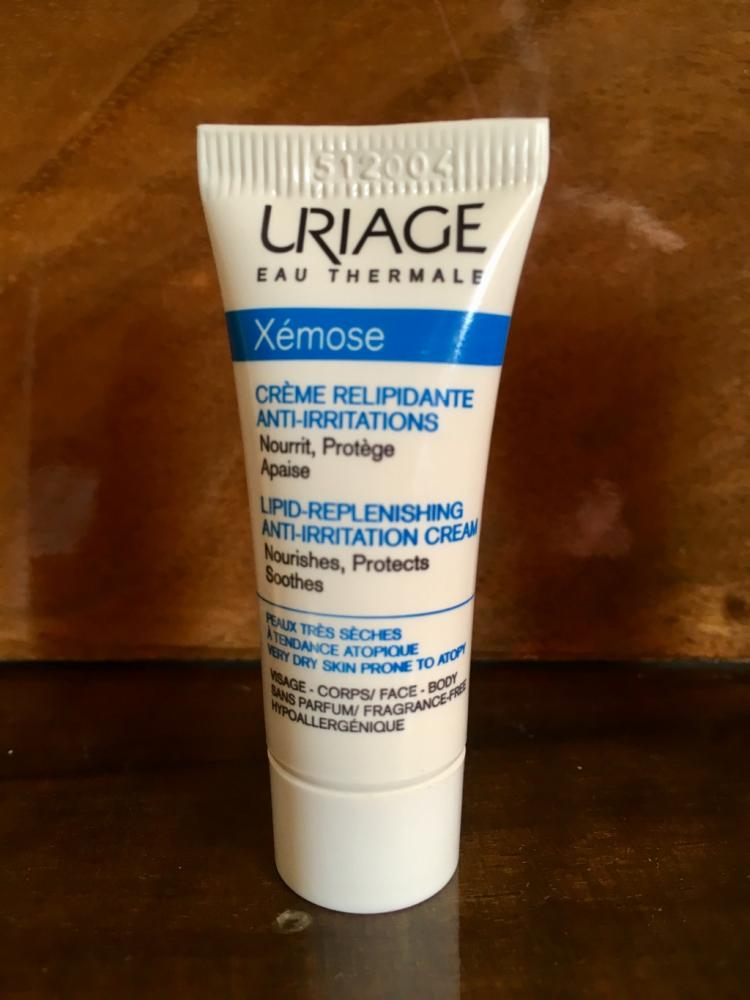 512004
URIAGE
EAU THERMALE
Xémose
CRÈME RELIPIDANTE
ANTI-IRRITATIONS
Nourrit, Protège
Apaise
LIPID-REPLENISHING
ANTI-IRRITATION CREAM
Nourishes, Protects
Soothes
PEAUX TRÈS SÈCHES
À TENDANCE ATOPIQUE
VERY DRY SKIN PRONE TO ATOPY
VISAGE - CORPS/ FACE - BODY
SANS PARFUM/ FRAGRANCE-FREE
HYPOALLERGÉNIQUE